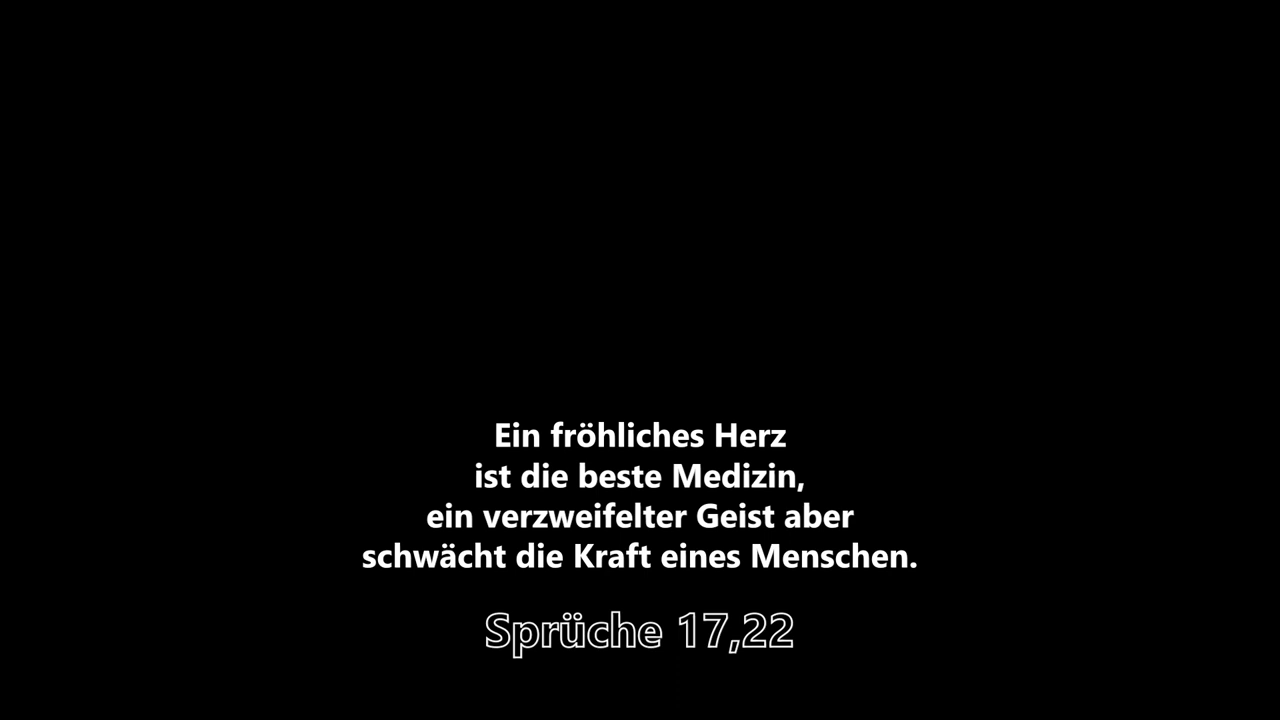 Ein fröhliches Herz
ist die beste Medizin,
ein verzweifelter Geist aber
schwächt die Kraft eines Menschen.
Sprüche 17,22